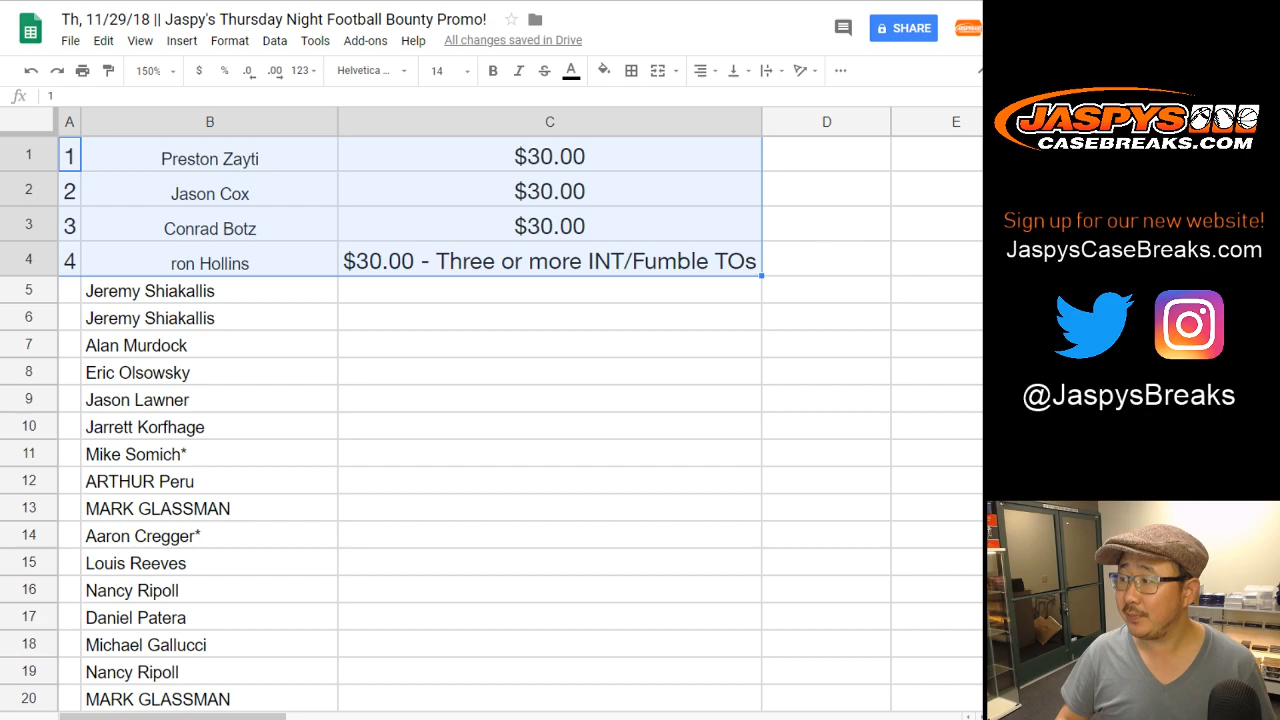 Th, 11/29/18 || Jaspy's Thursday Night Football Bounty Promo!
File Edit View Insert Format Data Tools Add-ons Help All changes saved in Drive
SHARE
150% $ % .0 .00 123 Helvetica ... 14 B I S A
fx 1
A B C D E
1 1 Preston Zayti $30.00
2 2 Jason Cox $30.00
3 3 Conrad Botz $30.00
4 4 ron Hollins $30.00 - Three or more INT/Fumble TOs
5 Jeremy Shiakallis
6 Jeremy Shiakallis
7 Alan Murdock
8 Eric Olsowsky
9 Jason Lawner
10 Jarrett Korfhage
11 Mike Somich*
12 ARTHUR Peru
13 MARK GLASSMAN
14 Aaron Cregger*
15 Louis Reeves
16 Nancy Ripoll
17 Daniel Patera
18 Michael Gallucci
19 Nancy Ripoll
20 MARK GLASSMAN
JASPYS
CASEBREAKS.COM
Sign up for our new website!
JaspysCaseBreaks.com
@JaspysBreaks